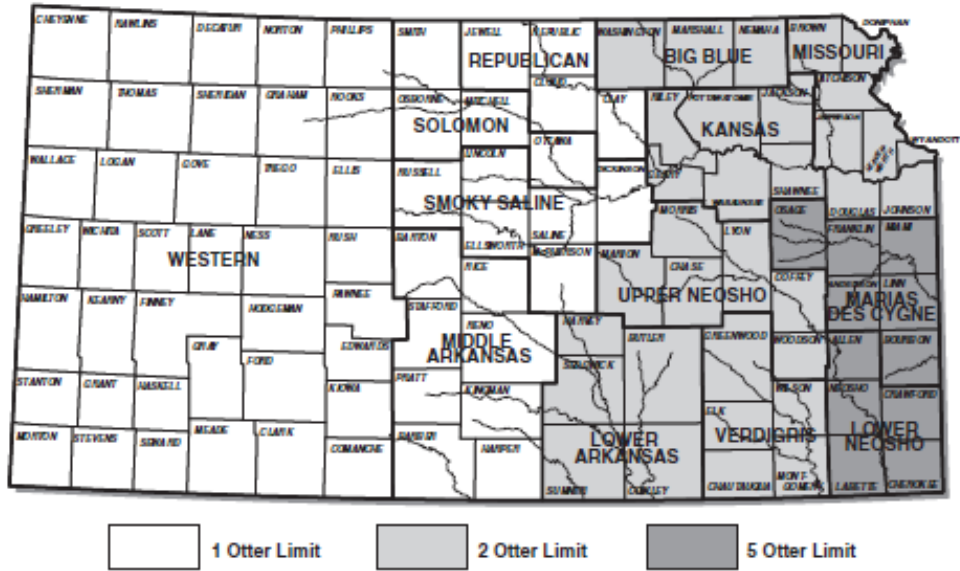 CHEYENNE RAWLINS DECATUR NORTON PHILLIPS SMITH JEWELL REPUBLIC WASHINGTON MARSHALL NEMAHA BROWN DONIPHAN
REPUBLICAN BIG BLUE MISSOURI
CLOUD ATCHISON
SHERMAN THOMAS SHERIDAN GRAHAM ROOKS OSBORNE MITCHELL CLAY RILEY POTTAWATOMIE JACKSON
SOLOMON KANSAS
JEFFERSON
OTTAWA WYANDOTTE
WALLACE LOGAN GOVE TREGO ELLIS RUSSELL LINCOLN DICKINSON GEARY
SHAWNEE
SMOKY SALINE
WABAUNSEE OSAGE DOUGLAS JOHNSON
MORRIS
GREELEY WICHITA SCOTT LANE NESS RUSH BARTON ELLSWORTH SALINE LYON FRANKLIN MIAMI
McPHERSON MARION
WESTERN
RICE CHASE COFFEY ANDERSON LINN
HAMILTON KEARNY FINNEY HODGEMAN PAWNEE STAFFORD UPPER NEOSHO MARIAS
DES CYGNE
RENO HARVEY BUTLER GREENWOOD WOODSON ALLEN BOURBON
GRAY FORD EDWARDS MIDDLE
ARKANSAS
SEDGWICK
STANTON GRANT HASKELL KIOWA PRATT KINGMAN WILSON NEOSHO CRAWFORD
ELK
MORTON STEVENS SEWARD MEADE CLARK COMANCHE BARBER HARPER LOWER
ARKANSAS
VERDIGRIS LOWER
NEOSHO
SUMNER COWLEY CHAUTAUQUA MONT-
GOMERY LABETTE CHEROKEE
1 Otter Limit 2 Otter Limit 5 Otter Limit